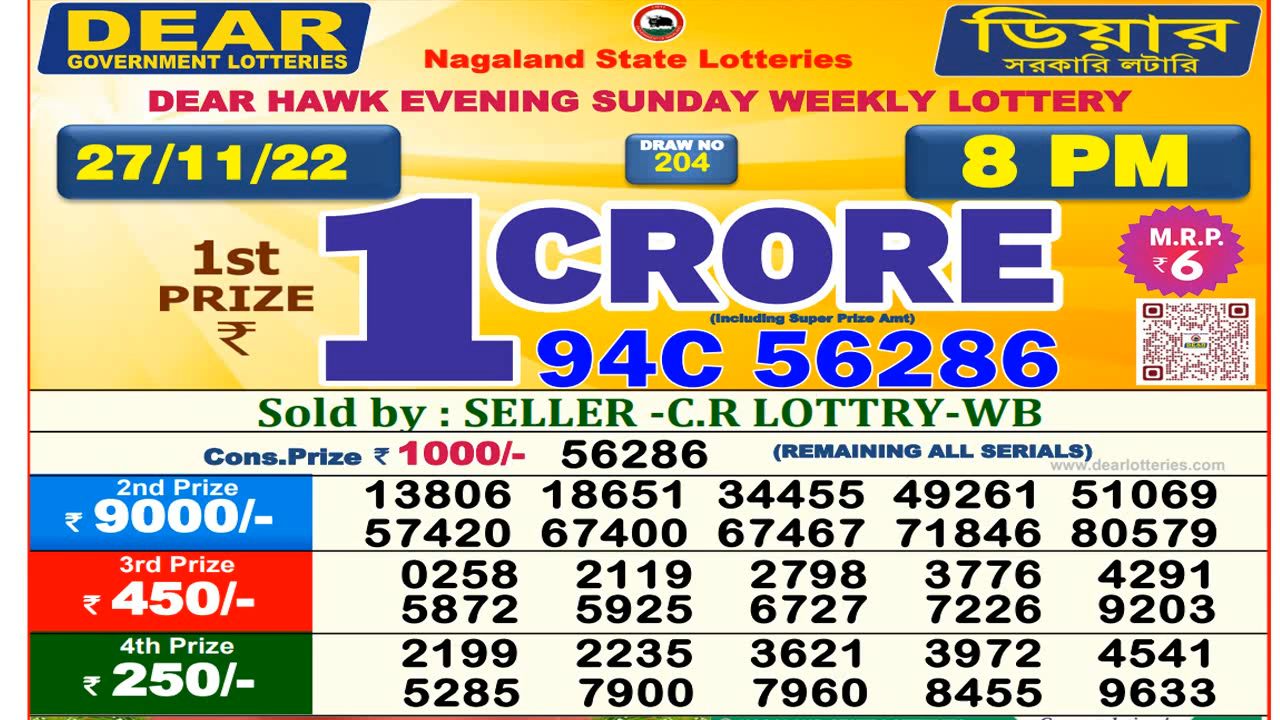 DEAR
GOVERNMENT LOTTERIES
Nagaland State Lotteries
ডিয়ার
সরকারি লটারি
DEAR HAWK EVENING SUNDAY WEEKLY LOTTERY
27/11/22
DRAW NO
204
8 PM
1st
PRIZE
₹
1 CRORE
(Including Super Prize Amt)
94C 56286
M.R.P.
₹6
DEAR
Sold by : SELLER -C.R LOTTRY-WB
Cons.Prize ₹ 1000/- 56286 (REMAINING ALL SERIALS)
www.dearlotteries.com
2nd Prize
₹ 9000/-
13806 18651 34455 49261 51069
57420 67400 67467 71846 80579
3rd Prize
₹ 450/-
0258 2119 2798 3776 4291
5872 5925 6727 7226 9203
4th Prize
₹ 250/-
2199 2235 3621 3972 4541
5285 7900 7960 8455 9633